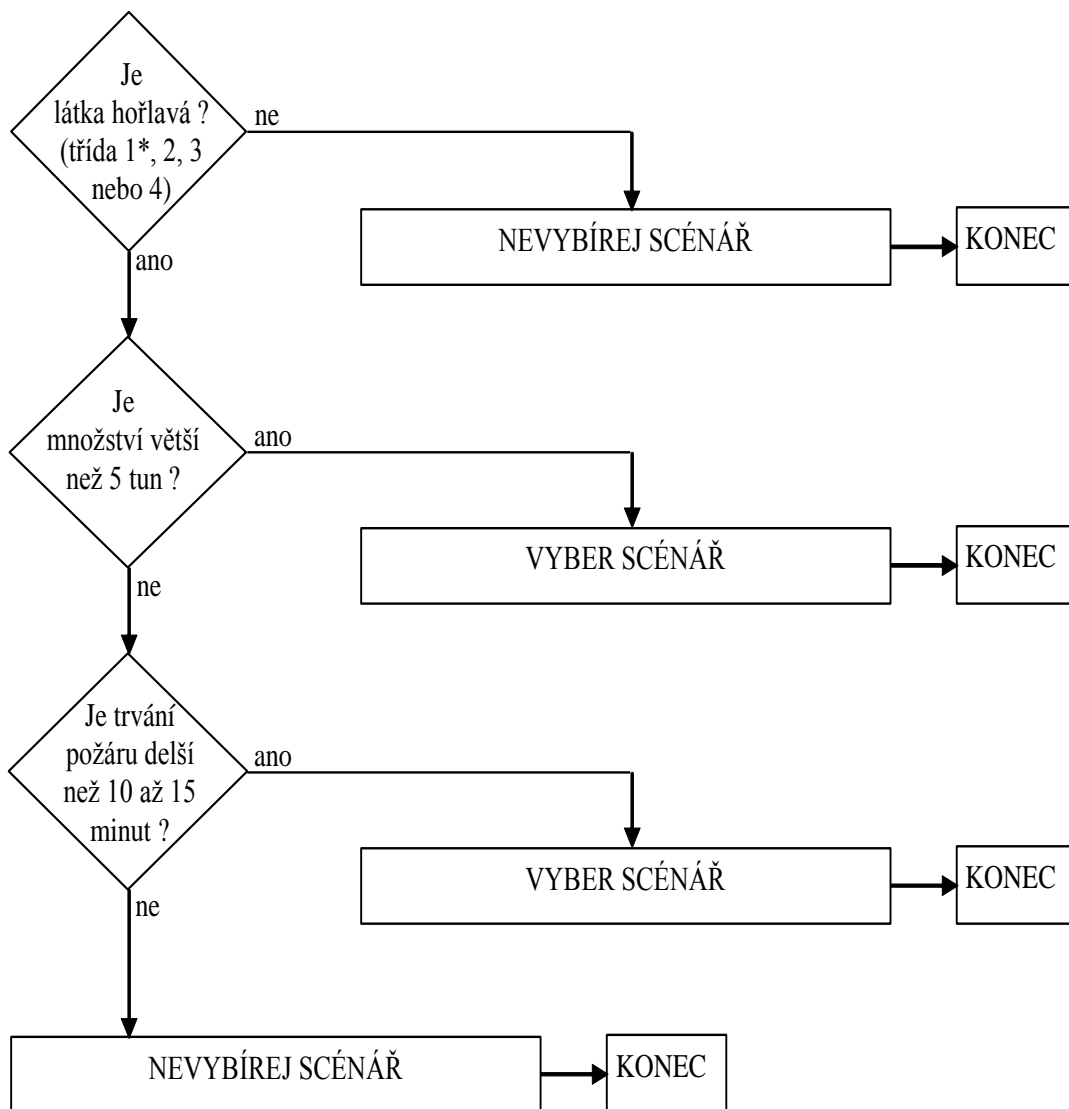 Je
látka hořlavá ?
(třída 1*, 2, 3
nebo 4)
ne
NEVYBÍREJ SCÉNÁŘ
KONEC
ano
Je
množství větší
než 5 tun ?
ano
VYBER SCÉNÁŘ
KONEC
ne
Je trvání
požáru delší
než 10 až 15
minut ?
ano
VYBER SCÉNÁŘ
KONEC
ne
NEVYBÍREJ SCÉNÁŘ
KONEC